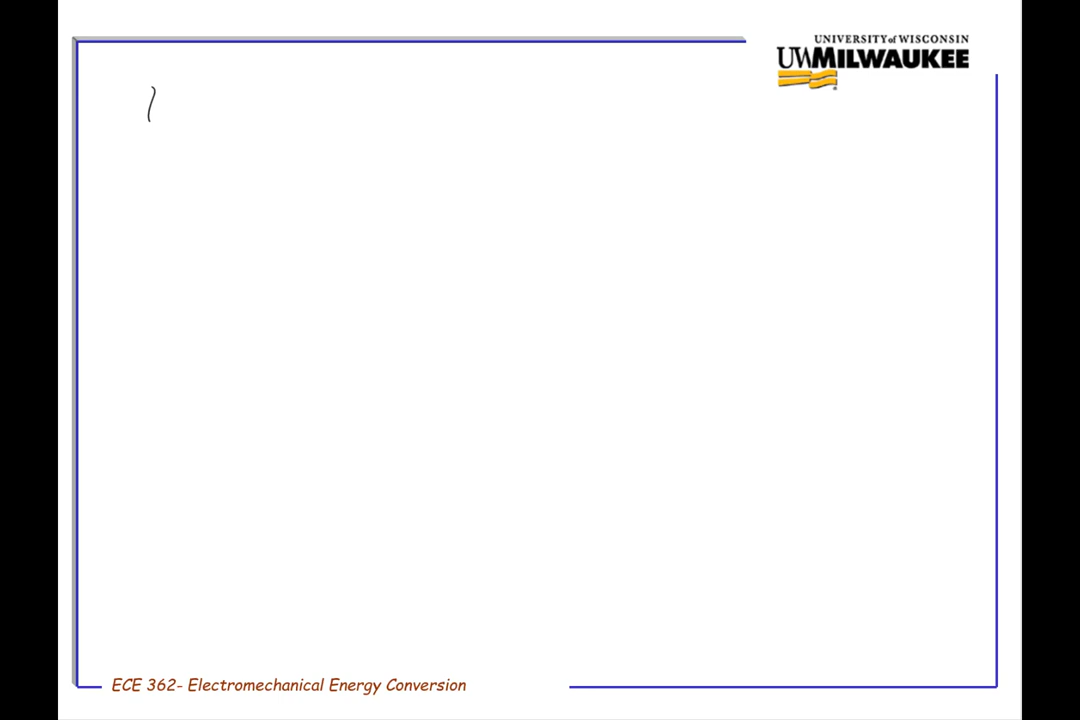 UNIVERSITY of WISCONSIN
UWMILWAUKEE
ECE 362- Electromechanical Energy Conversion